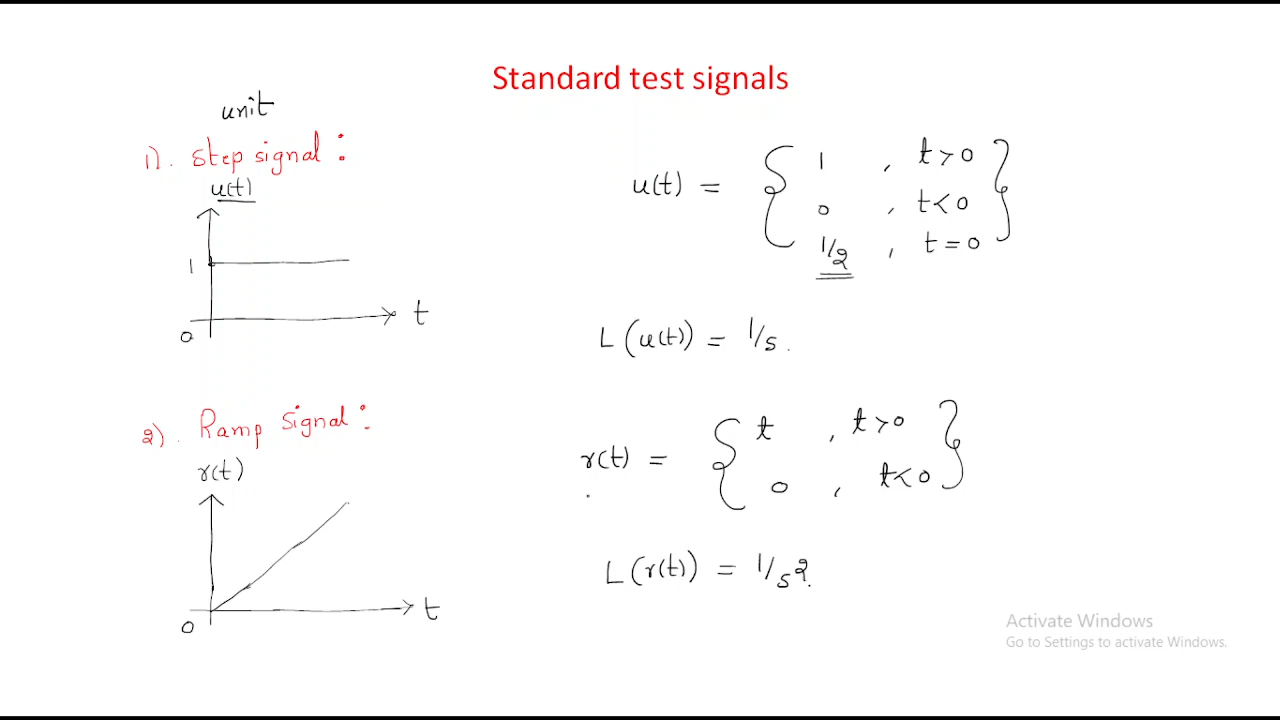 Standard test signals
unit
1). Step signal :
u(t)
1
0
t
u(t) = { 1 , t>0
0 , t<0
1/2 , t=0 }
L(u(t)) = 1/s.
2). Ramp signal :
r(t)
0
t
r(t) = { t , t>0
0 , t<0 }
L(r(t)) = 1/s2.
Activate Windows
Go to Settings to activate Windows.